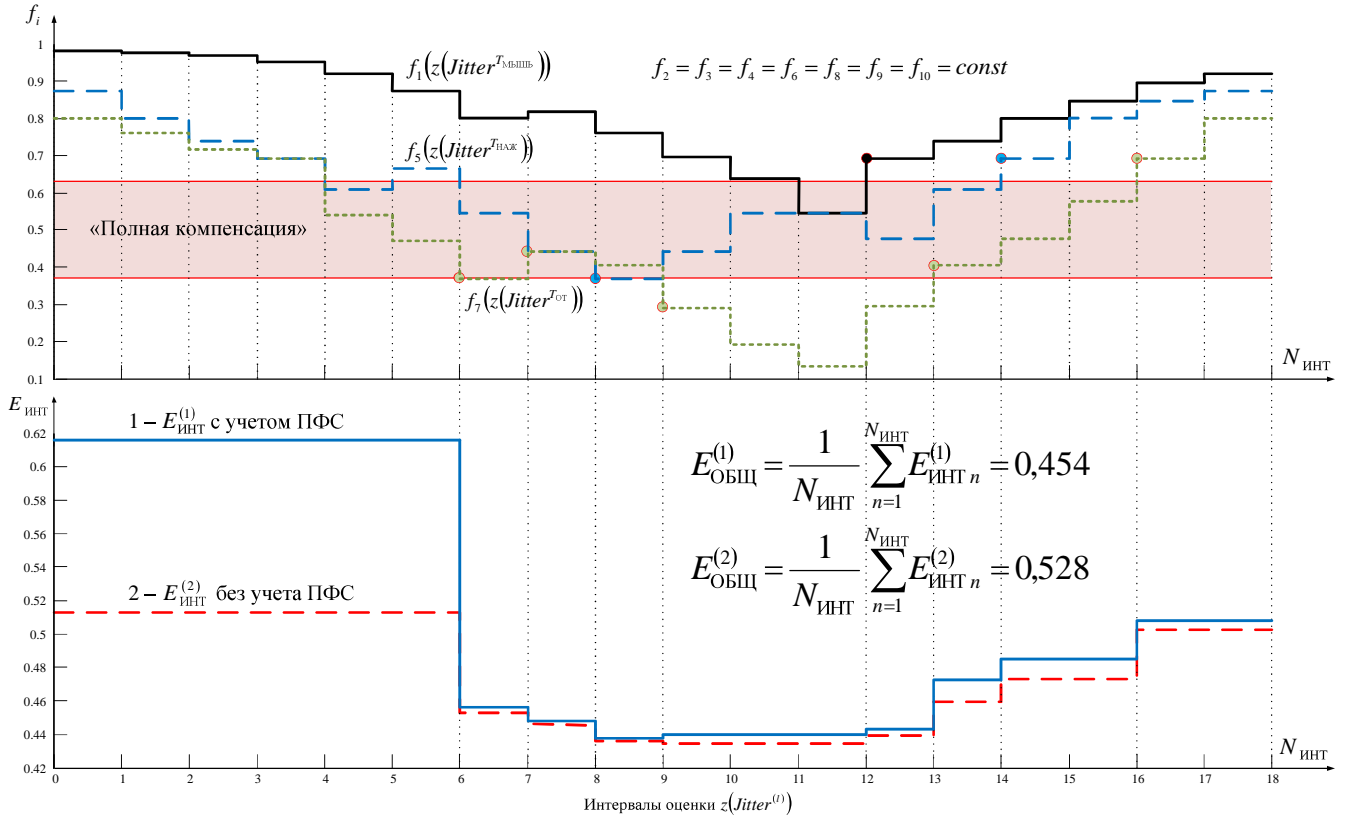 f_i
1
f_1(z(Jitter^{T_МЫШЬ}))
f_2 = f_3 = f_4 = f_6 = f_8 = f_9 = f_10 = const
0.9
0.8
0.7
f_5(z(Jitter^{T_НАЖ}))
0.6
0.5
«Полная компенсация»
0.4
0.3
f_7(z(Jitter^{T_ОТ}))
0.2
0.1
N_ИНТ
E_ИНТ
0.62
1 – E_ИНТ^(1) с учетом ПФС
0.6
0.58
0.56
0.54
0.52
0.5
0.48
0.46
0.44
0.42
E_ОБЩ^(1) = 1/N_ИНТ ∑_{n=1}^{N_ИНТ} E_{ИНТ n}^(1) = 0,454
E_ОБЩ^(2) = 1/N_ИНТ ∑_{n=1}^{N_ИНТ} E_{ИНТ n}^(2) = 0,528
2 – E_ИНТ^(2) без учета ПФС
N_ИНТ
0 1 2 3 4 5 6 7 8 9 10 11 12 13 14 15 16 17 18
Интервалы оценки z(Jitter^(l))